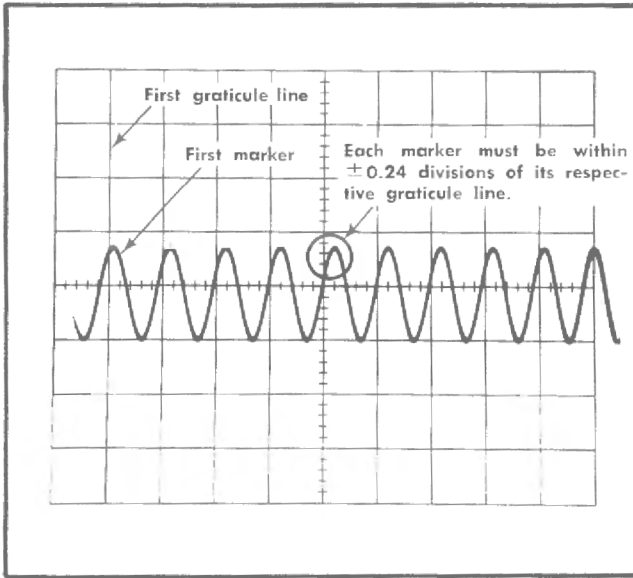 First graticule line
First marker
Each marker must be within
±0.24 divisions of its respec-
tive graticule line.